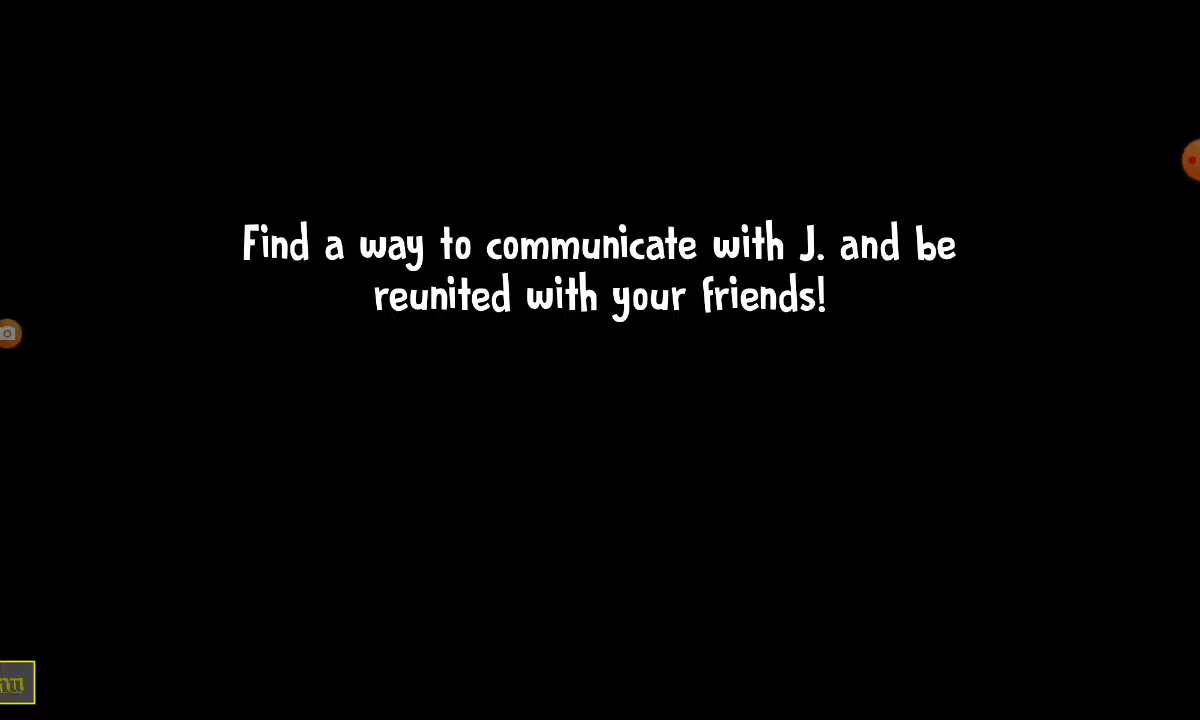 Find a way to communicate with J. and be
reunited with your friends!